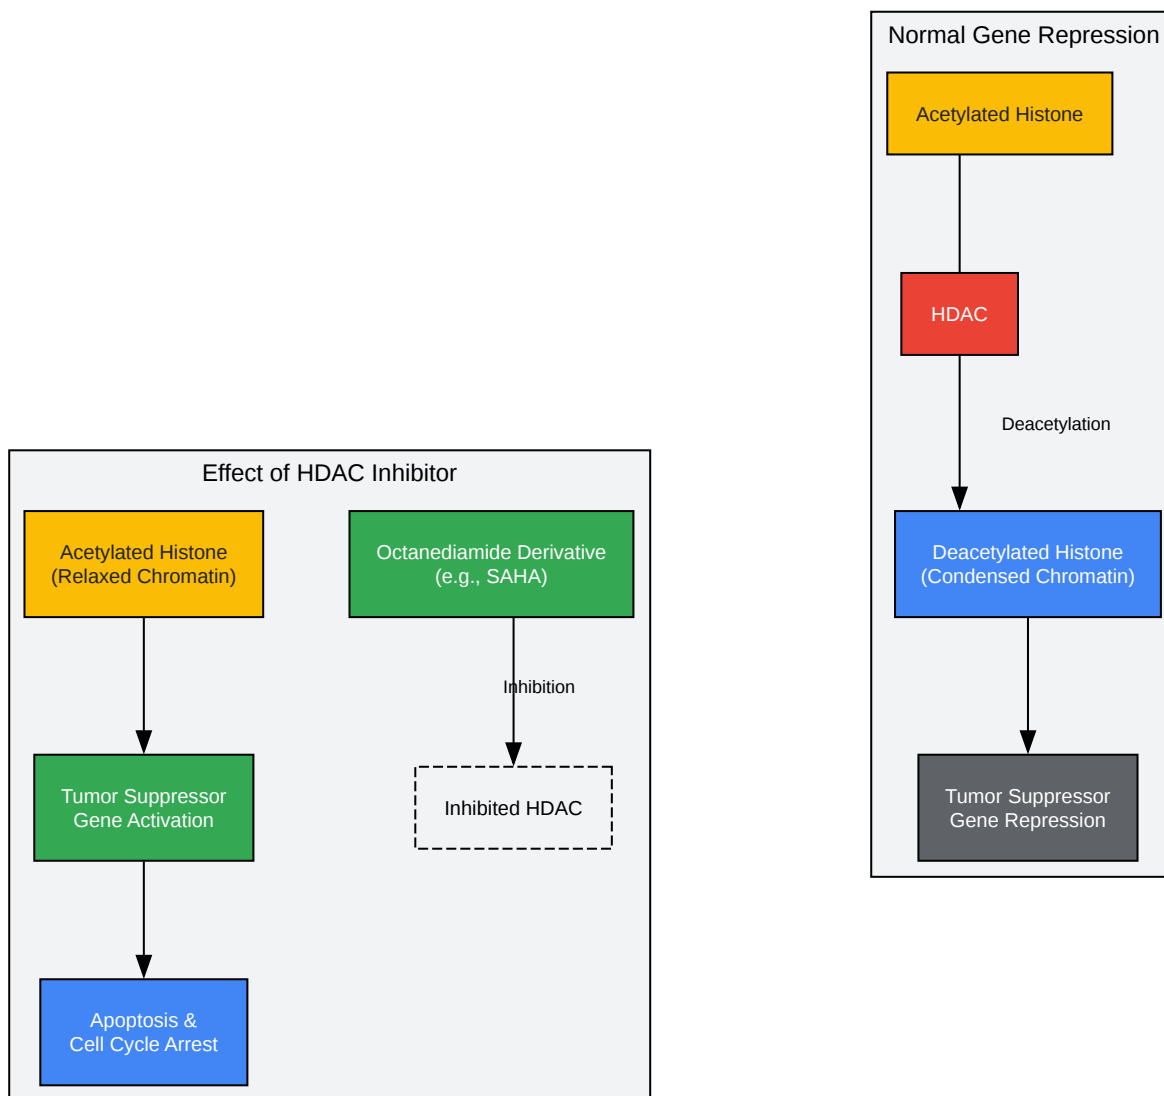 Normal Gene Repression
Acetylated Histone
HDAC
Deacetylation
Deacetylated Histone
(Condensed Chromatin)
Tumor Suppressor
Gene Repression
Effect of HDAC Inhibitor
Acetylated Histone
(Relaxed Chromatin)
Octanediamide Derivative
(e.g., SAHA)
Inhibition
Tumor Suppressor
Gene Activation
Inhibited HDAC
Apoptosis &
Cell Cycle Arrest